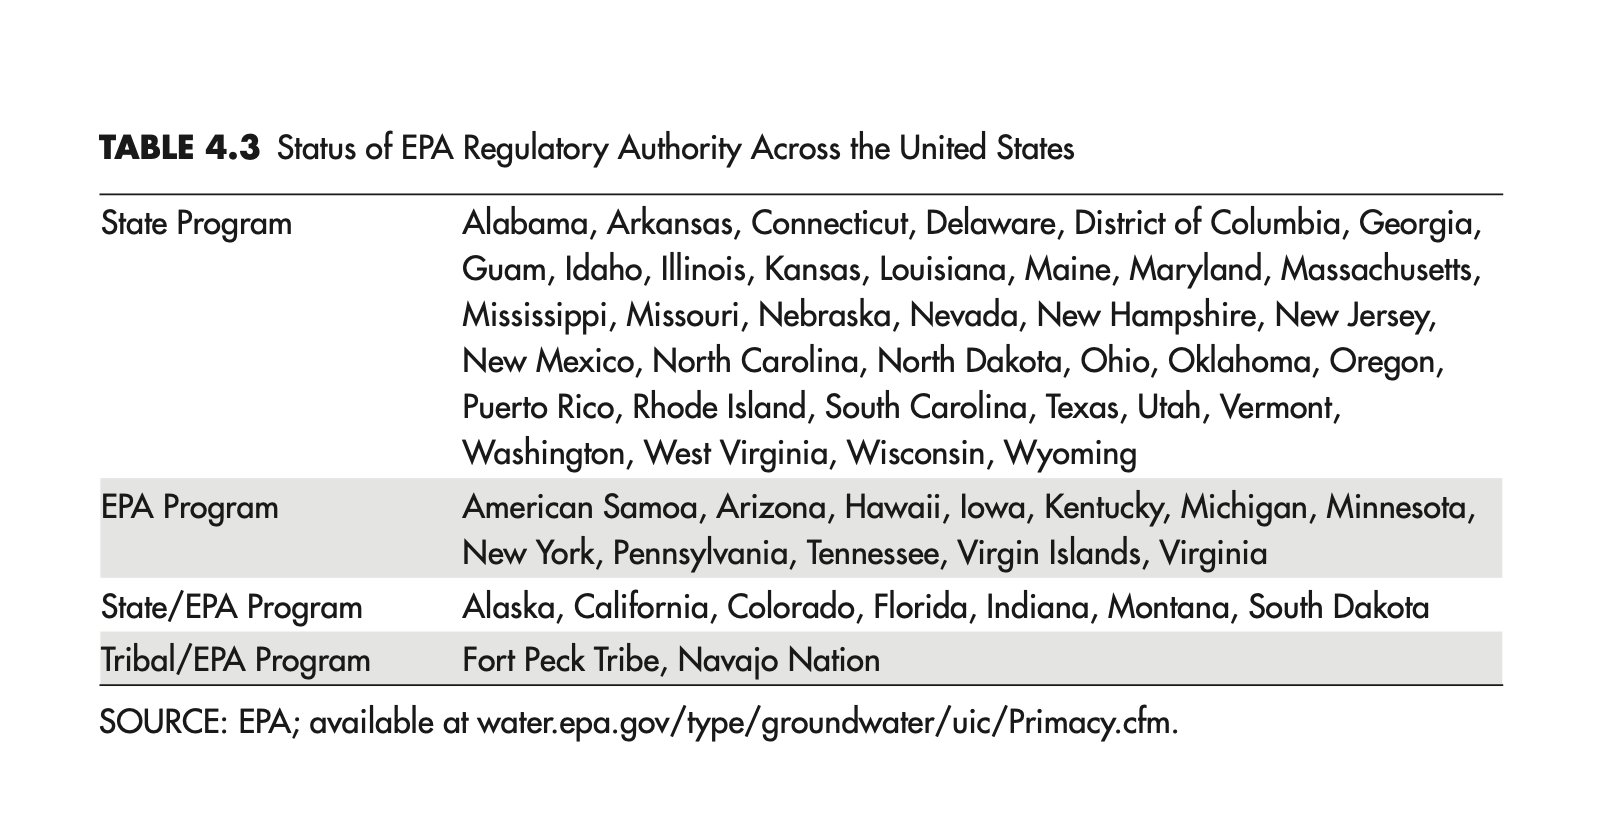 TABLE 4.3 Status of EPA Regulatory Authority Across the United States
State Program Alabama, Arkansas, Connecticut, Delaware, District of Columbia, Georgia,
Guam, Idaho, Illinois, Kansas, Louisiana, Maine, Maryland, Massachusetts,
Mississippi, Missouri, Nebraska, Nevada, New Hampshire, New Jersey,
New Mexico, North Carolina, North Dakota, Ohio, Oklahoma, Oregon,
Puerto Rico, Rhode Island, South Carolina, Texas, Utah, Vermont,
Washington, West Virginia, Wisconsin, Wyoming
EPA Program American Samoa, Arizona, Hawaii, Iowa, Kentucky, Michigan, Minnesota,
New York, Pennsylvania, Tennessee, Virgin Islands, Virginia
State/EPA Program Alaska, California, Colorado, Florida, Indiana, Montana, South Dakota
Tribal/EPA Program Fort Peck Tribe, Navajo Nation
SOURCE: EPA; available at water.epa.gov/type/groundwater/uic/Primacy.cfm.